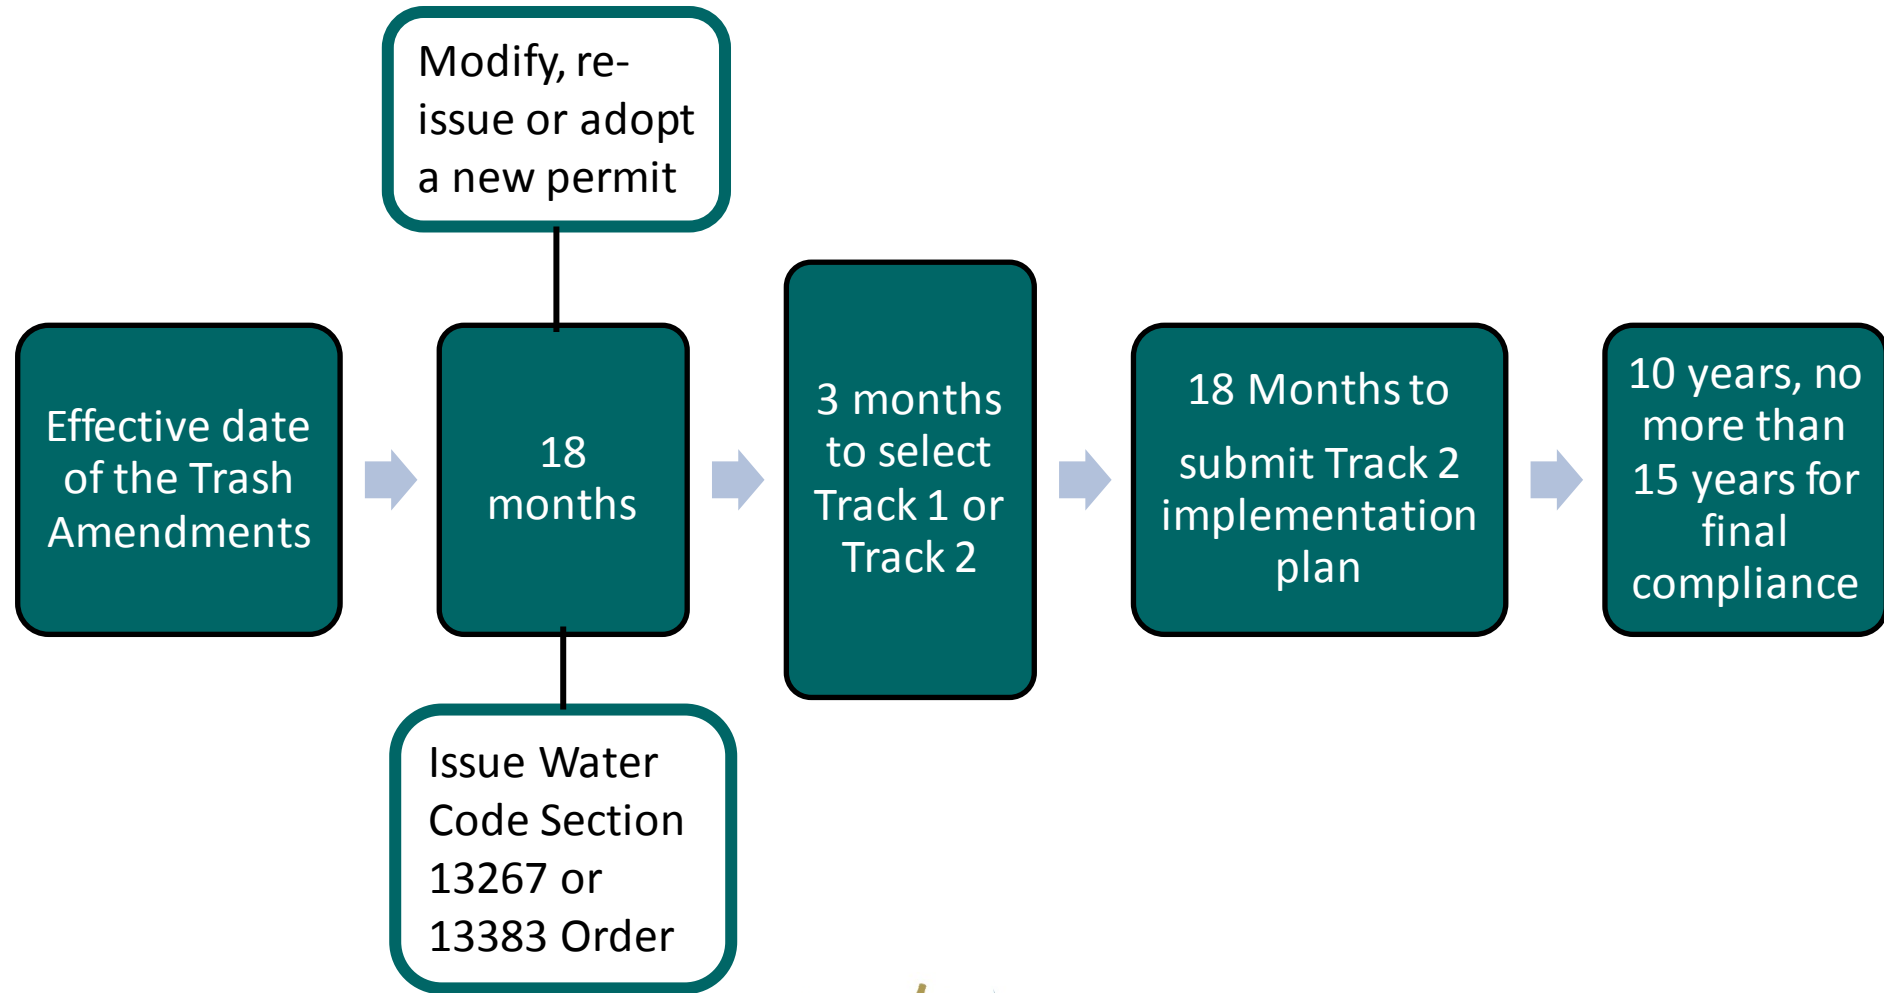 Modify, re-
issue or adopt
a new permit
Effective date
of the Trash
Amendments
18
months
3 months
to select
Track 1 or
Track 2
18 Months to
submit Track 2
implementation
plan
10 years, no
more than
15 years for
final
compliance
Issue Water
Code Section
13267 or
13383 Order